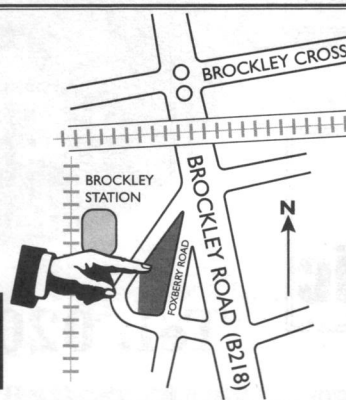 BROCKLEY CROSS
BROCKLEY
STATION
BROCKLEY ROAD (B218)
FOXBERRY ROAD
N